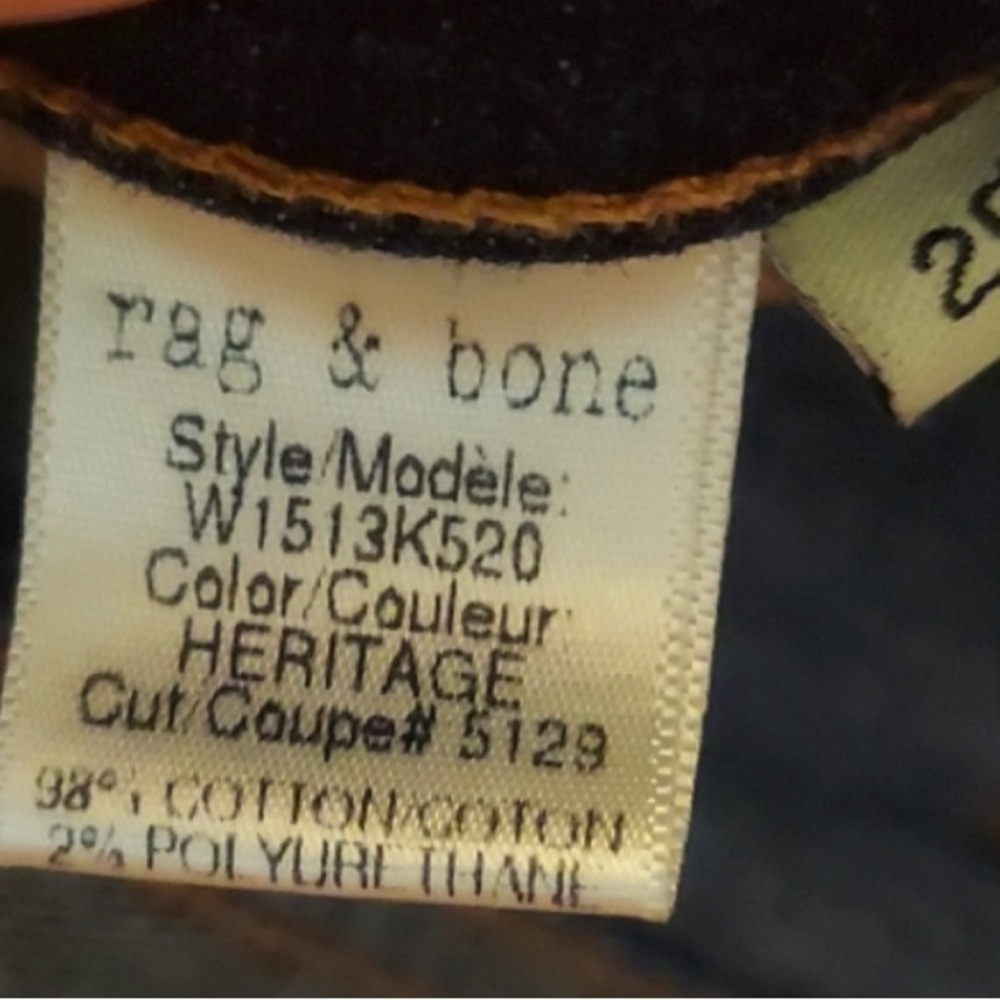 rag & bone
Style/Modèle:
W1513K520
Color/Couleur:
HERITAGE
Cut/Coupe# 5129
98% COTTON/COTON
2% POLYURETHANE